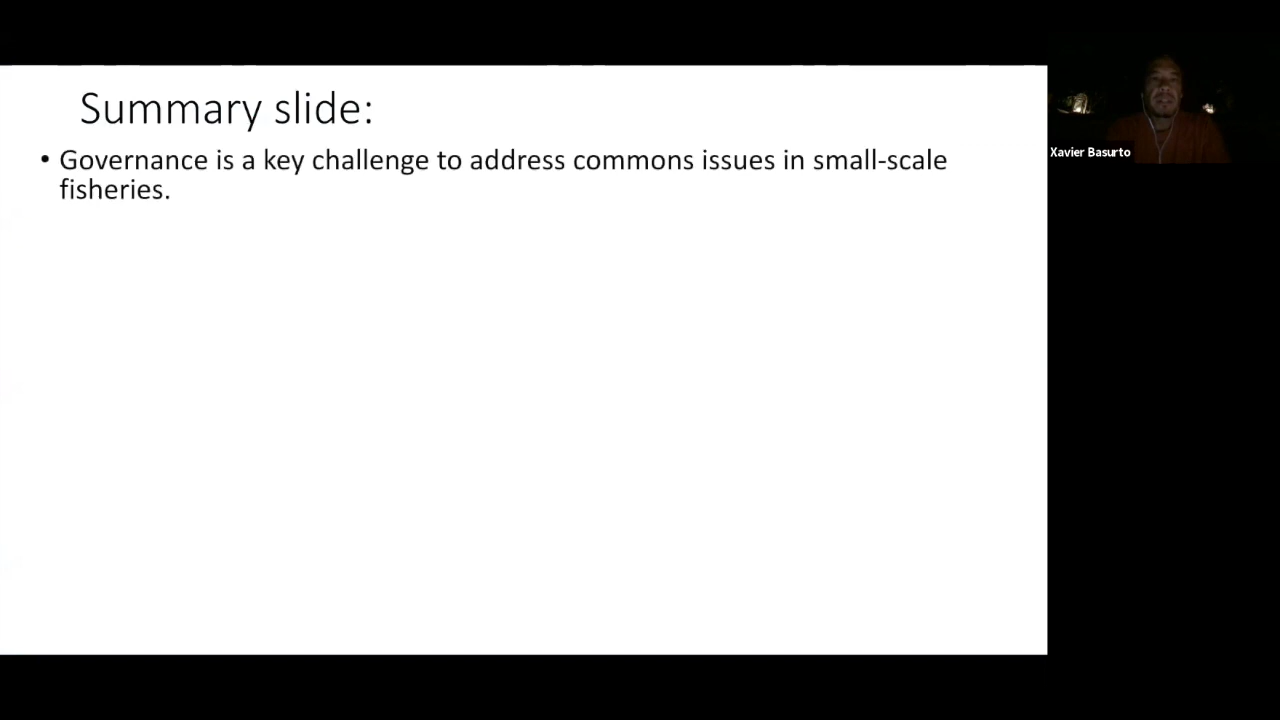 Summary slide:
• Governance is a key challenge to address commons issues in small-scale
fisheries.
Xavier Basurto